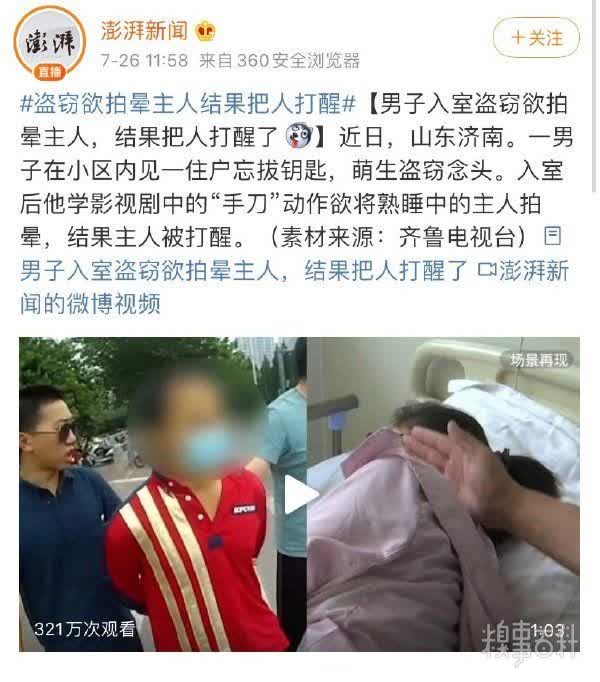 澎湃
直播
澎湃新闻
7-26 11:58 来自360安全浏览器
+关注
#盗窃欲拍晕主人结果把人打醒#【男子入室盗窃欲拍
晕主人，结果把人打醒了】近日，山东济南。一男
子在小区内见一住户忘拔钥匙，萌生盗窃念头。入室
后他学影视剧中的“手刀”动作欲将熟睡中的主人拍
晕，结果主人被打醒。（素材来源：齐鲁电视台）
男子入室盗窃欲拍晕主人，结果把人打醒了 澎湃新
闻的微博视频
场景再现
321万次观看
1:03
糗事百科